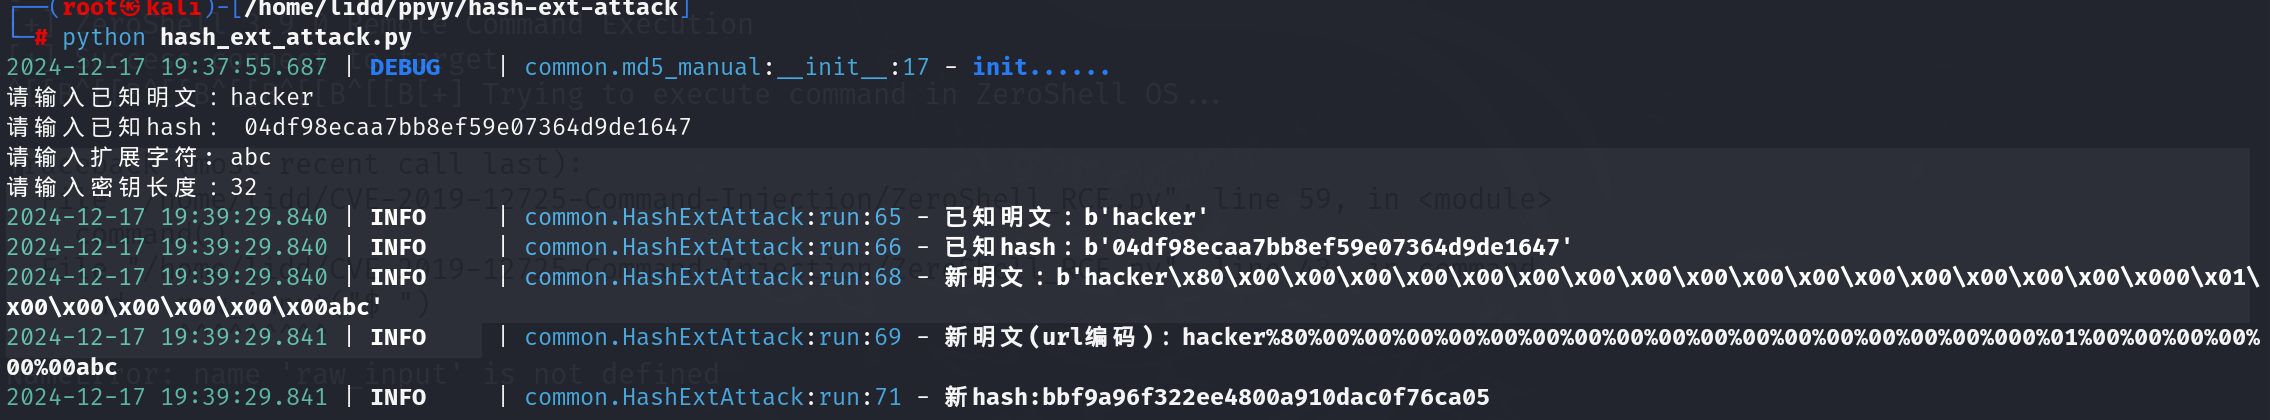 ┌──(root㉿kali)-[/home/lidd/ppyy/hash-ext-attack]
└─# python hash_ext_attack.py
2024-12-17 19:37:55.687 | DEBUG    | common.md5_manual:__init__:17 - init......
请输入已知明文：hacker
请输入已知hash： 04df98ecaa7bb8ef59e07364d9de1647
请输入扩展字符: abc
请输入密钥长度：32
2024-12-17 19:39:29.840 | INFO     | common.HashExtAttack:run:65 - 已知明文：b'hacker'
2024-12-17 19:39:29.840 | INFO     | common.HashExtAttack:run:66 - 已知hash：b'04df98ecaa7bb8ef59e07364d9de1647'
2024-12-17 19:39:29.840 | INFO     | common.HashExtAttack:run:68 - 新明文：b'hacker\x80\x00\x00\x00\x00\x00\x00\x00\x00\x00\x00\x00\x00\x00\x00\x00\x00\x000\x01\
x00\x00\x00\x00\x00\x00abc'
2024-12-17 19:39:29.841 | INFO     | common.HashExtAttack:run:69 - 新明文(url编码)：hacker%80%00%00%00%00%00%00%00%00%00%00%00%00%00%00%00%00%000%01%00%00%00%00%
00%00abc
2024-12-17 19:39:29.841 | INFO     | common.HashExtAttack:run:71 - 新hash:bbf9a96f322ee4800a910dac0f76ca05